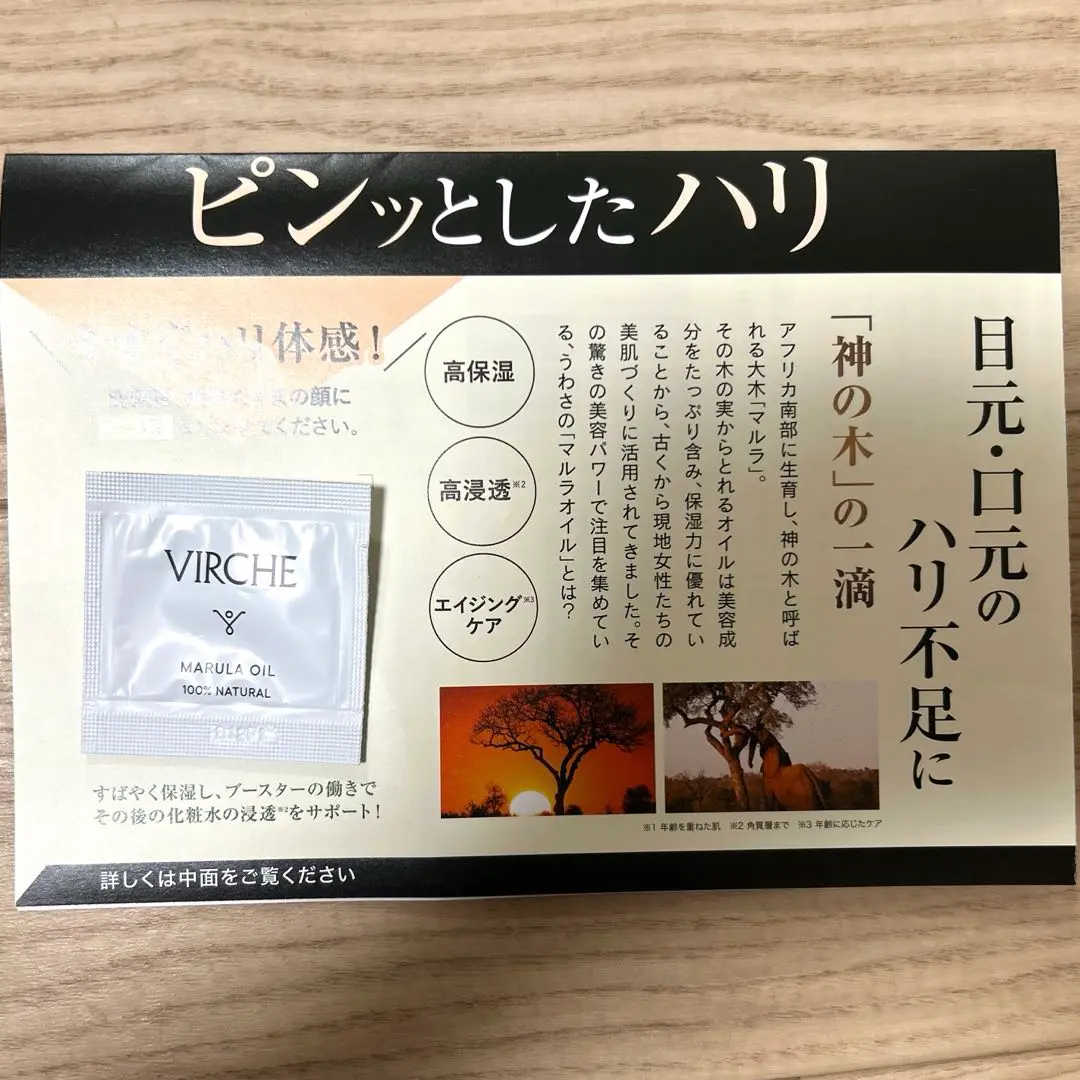 ピンッとしたハリ
目元・口元の
ハリ不足に
「神の木」の一滴
アフリカ南部に生育し、神の木と呼ば
れる大木「マルラ」。
その木の実からとれるオイルは美容成
分をたっぷり含み、保湿力に優れてい
ることから、古くから現地女性たちの
美肌づくりに活用されてきました。そ
の驚きの美容パワーで注目を集めてい
る、うわさの「マルラオイル」とは?
高保湿
高浸透※2
エイジング※3
ケア
ハリ体感!
の顔に
ください。
VIRCHE
MARULA OIL
100% NATURAL
すばやく保湿し、ブースターの働きで
その後の化粧水の浸透※2をサポート!
※1 年齢を重ねた肌 ※2 角質層まで ※3 年齢に応じたケア
詳しくは中面をご覧ください